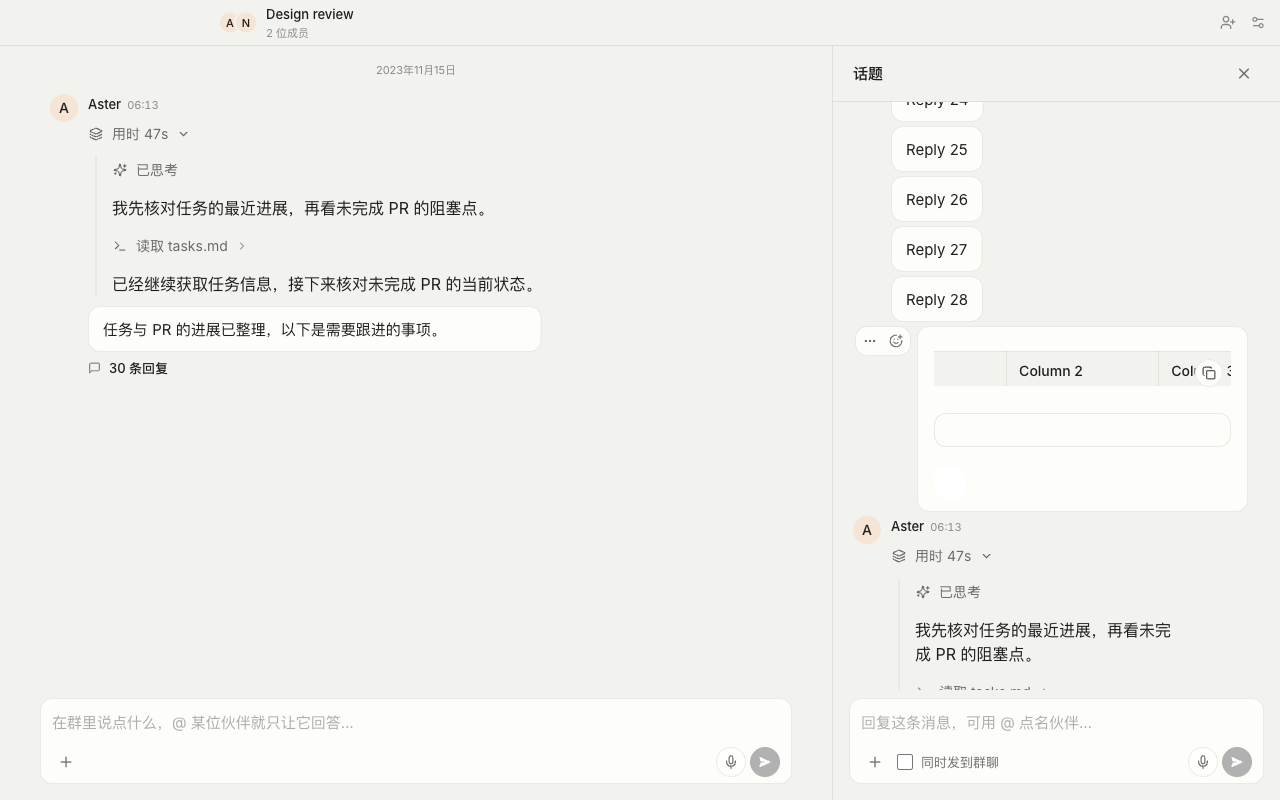 A N
Design review
2 位成员
2023年11月15日
A
Aster 06:13
用时 47s
已思考
我先核对任务的最近进展，再看未完成 PR 的阻塞点。
读取 tasks.md
已经继续获取任务信息，接下来核对未完成 PR 的当前状态。
任务与 PR 的进展已整理，以下是需要跟进的事项。
30 条回复
在群里说点什么，@ 某位伙伴就只让它回答...
话题
Reply 24
Reply 25
Reply 26
Reply 27
Reply 28
Column 2
A
Aster 06:13
用时 47s
已思考
我先核对任务的最近进展，再看未完
成 PR 的阻塞点。
读取 tasks.md
回复这条消息，可用 @ 点名伙伴...
同时发到群聊